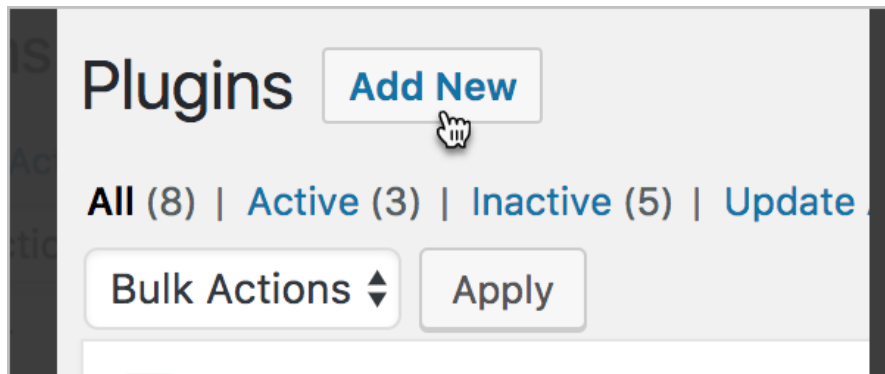 Plugins Add New
All (8) | Active (3) | Inactive (5) | Update
Bulk Actions Apply